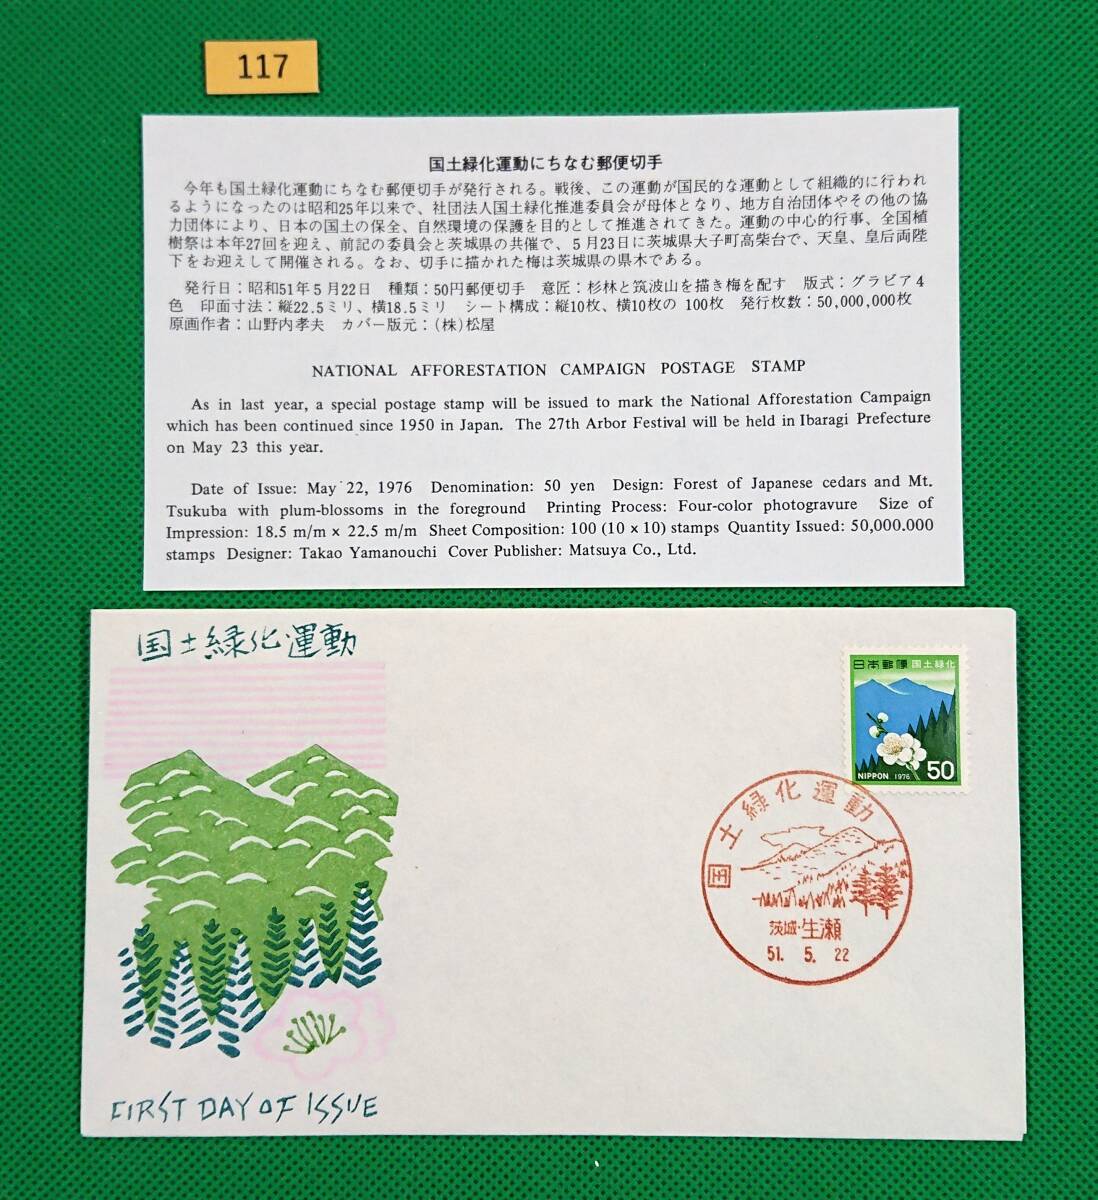 117
国土緑化運動にちなむ郵便切手
今年も国土緑化運動にちなむ郵便切手が発行される。戦後、この運動が国民的な運動として組織的に行われ
るようになったのは昭和25年以来で、社団法人国土緑化推進委員会が母体となり、地方自治団体やその他の協
力団体により、日本の国土の保全、自然環境の保護を目的として推進されてきた。運動の中心的行事、全国植
樹祭は本年27回を迎え、前記の委員会と茨城県の共催で、5月23日に茨城県大子町高柴台で、天皇、皇后両陛
下をお迎えして開催される。なお、切手に描かれた梅は茨城県の県木である。
発行日：昭和51年5月22日 種類：50円郵便切手 意匠：杉林と筑波山を描き梅を配す 版式：グラビア4
色 印面寸法：縦22.5ミリ、横18.5ミリ シート構成：縦10枚、横10枚の 100枚 発行枚数：50,000,000枚
原画作者：山野内孝夫 カバー版元：(株)松屋
NATIONAL AFFORESTATION CAMPAIGN POSTAGE STAMP
As in last year, a special postage stamp will be issued to mark the National Afforestation Campaign
which has been continued since 1950 in Japan. The 27th Arbor Festival will be held in Ibaragi Prefecture
on May 23 this year.
Date of Issue: May 22, 1976 Denomination: 50 yen Design: Forest of Japanese cedars and Mt.
Tsukuba with plum-blossoms in the foreground Printing Process: Four-color photogravure Size of
Impression: 18.5 m/m × 22.5 m/m Sheet Composition: 100 (10 x 10) stamps Quantity Issued: 50,000.000
stamps Designer: Takao Yamanouchi Cover Publisher: Matsuya Co., Ltd.
国土緑化運動
日本郵便 国土緑化
NIPPON 1976 50
国土緑化運動
茨城・生瀬
51. 5. 22
FIRST DAY OF ISSUE